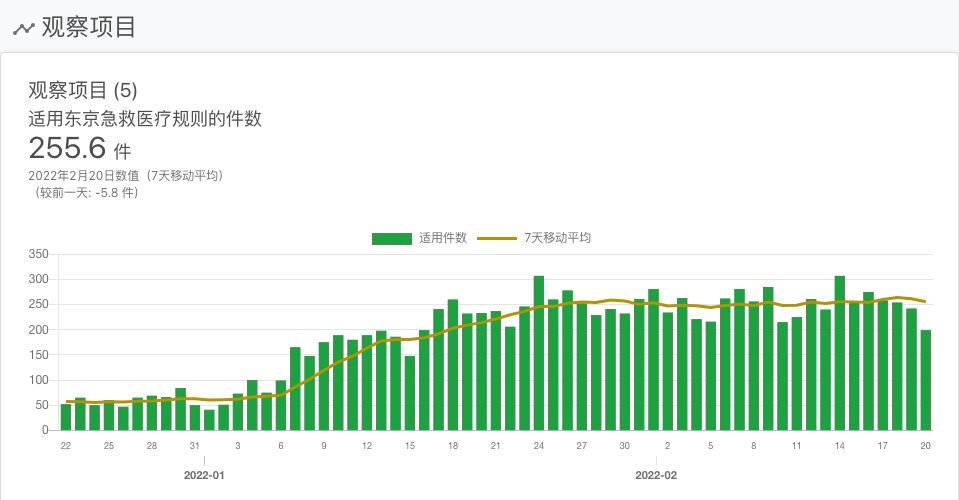 观察项目
观察项目 (5)
适用东京急救医疗规则的件数
255.6 件
2022年2月20日数值（7天移动平均）
（较前一天: -5.8 件）
适用件数 7天移动平均
350
300
250
200
150
100
50
0
22 25 28 31 3 6 9 12 15 18 21 24 27 30 2 5 8 11 14 17 20
2022-01 2022-02